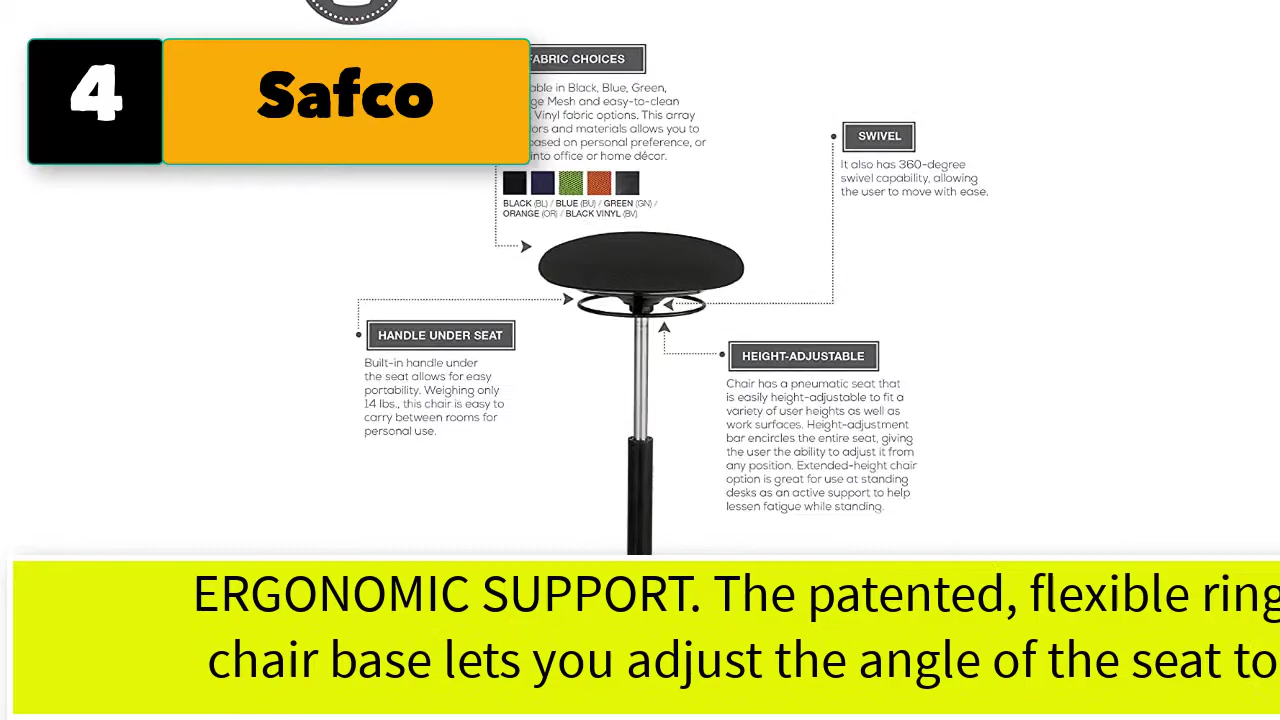 4
Safco
FABRIC CHOICES
Black, Blue, Green,
Mesh and easy-to-clean
Vinyl fabric options. This array
and materials allows you to
based on personal preference, or
into office or home décor.
BLACK (BL) / BLUE (BU) / GREEN (GN) /
ORANGE (OR) / BLACK VINYL (BV)
SWIVEL
It also has 360-degree
swivel capability, allowing
the user to move with ease.
HANDLE UNDER SEAT
Built-in handle under
the seat allows for easy
portability. Weighing only
14 lbs., this chair is easy to
carry between rooms for
personal use.
HEIGHT-ADJUSTABLE
Chair has a pneumatic seat that
is easily height-adjustable to fit a
variety of user heights as well as
work surfaces. Height-adjustment
bar encircles the entire seat, giving
the user the ability to adjust it from
any position. Extended-height chair
option is great for use at standing
desks as an active support to help
lessen fatigue while standing.
ERGONOMIC SUPPORT. The patented, flexible ring
chair base lets you adjust the angle of the seat to